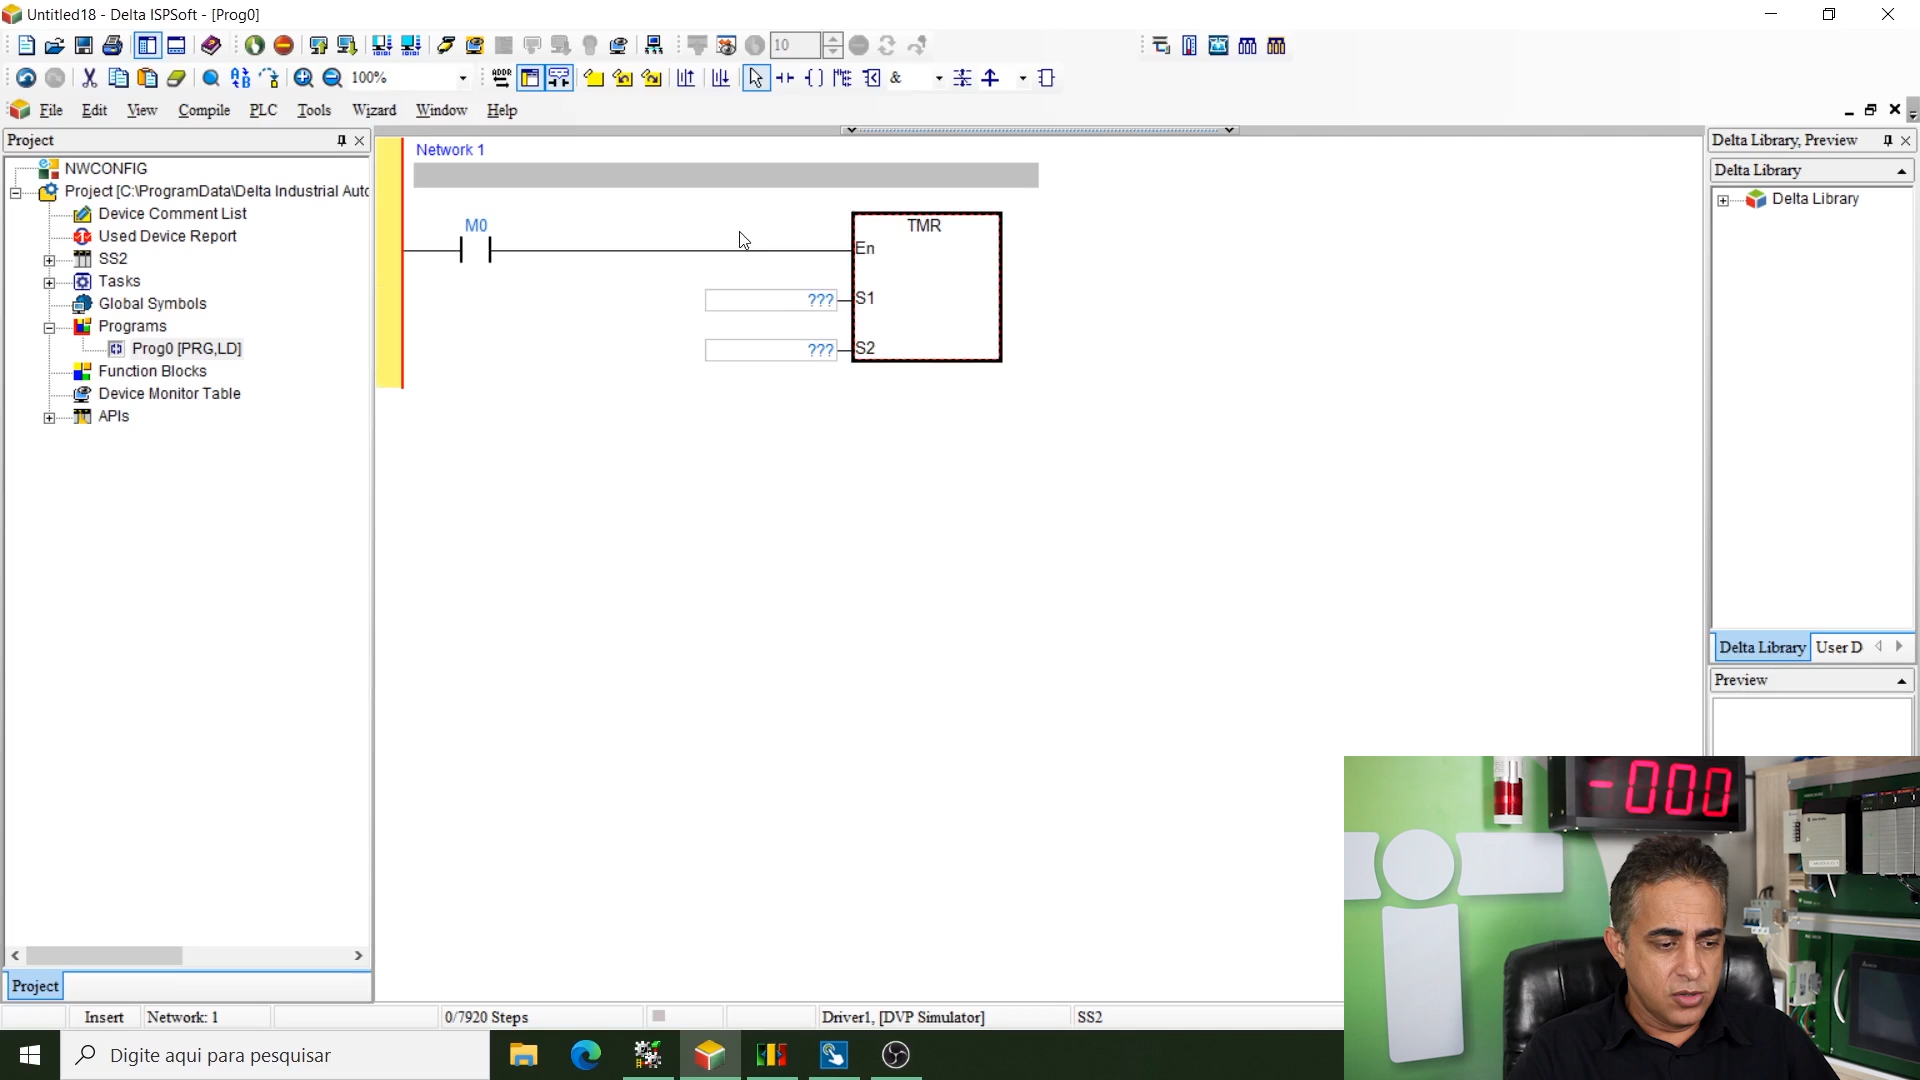 Untitled18 - Delta ISPSoft - [Prog0]
10
100%
ADDR
&
File Edit View Compile PLC Tools Wizard Window Help
Project
NWCONFIG
Project [C:\ProgramData\Delta Industrial Auto
Device Comment List
Used Device Report
SS2
Tasks
Global Symbols
Programs
Prog0 [PRG,LD]
Function Blocks
Device Monitor Table
APIs
Project
Network 1
M0
TMR
En
??? S1
??? S2
Delta Library, Preview
Delta Library
Delta Library
Delta Library User D
Preview
-000
Insert Network: 1 0/7920 Steps Driver1, [DVP Simulator] SS2
Digite aqui para pesquisar